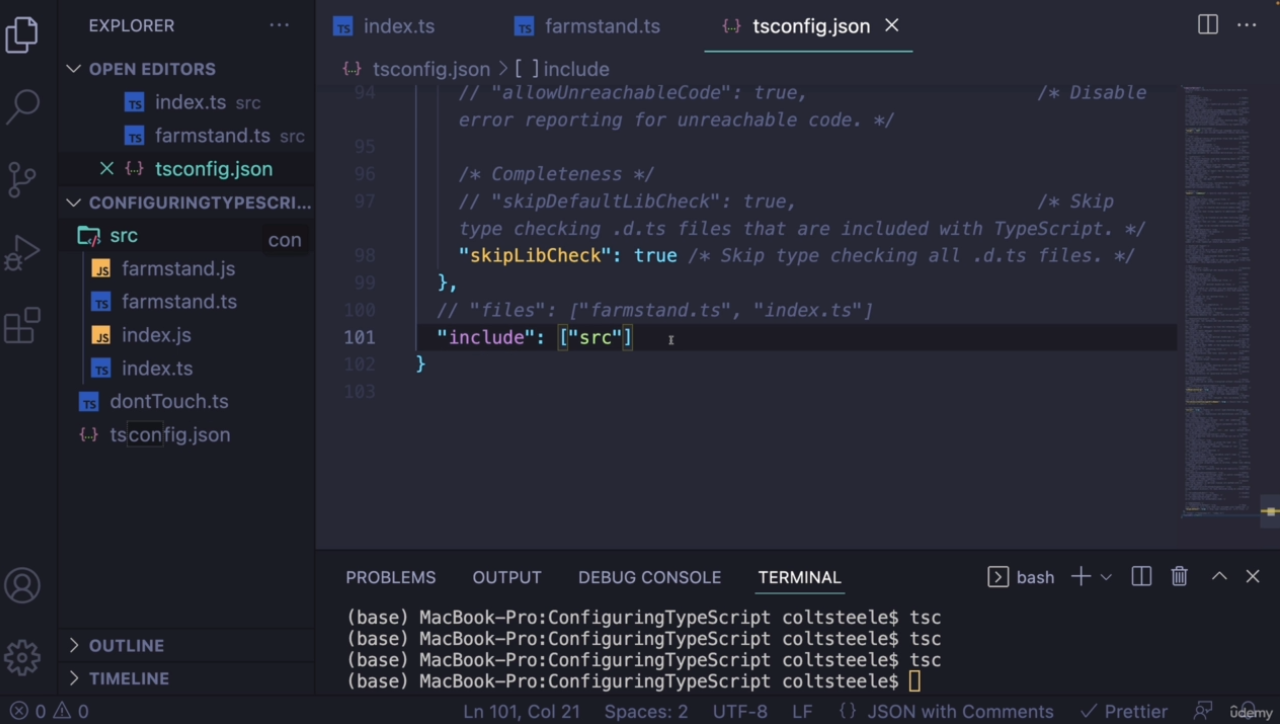 EXPLORER
OPEN EDITORS
TS index.ts src
TS farmstand.ts src
{..} tsconfig.json
CONFIGURINGTYPESCRI...
src
con
JS farmstand.js
TS farmstand.ts
JS index.js
TS index.ts
TS dontTouch.ts
{..} tsconfig.json
OUTLINE
TIMELINE
TS index.ts
TS farmstand.ts
{..} tsconfig.json
{..} tsconfig.json > [ ] include
94 // "allowUnreachableCode": true, /* Disable
error reporting for unreachable code. */
95
96 /* Completeness */
97 // "skipDefaultLibCheck": true, /* Skip
type checking .d.ts files that are included with TypeScript. */
98 "skipLibCheck": true /* Skip type checking all .d.ts files. */
99 },
100 // "files": ["farmstand.ts", "index.ts"]
101 "include": ["src"]
102 }
103
PROBLEMS OUTPUT DEBUG CONSOLE TERMINAL bash
(base) MacBook-Pro:ConfiguringTypeScript coltsteele$ tsc
(base) MacBook-Pro:ConfiguringTypeScript coltsteele$ tsc
(base) MacBook-Pro:ConfiguringTypeScript coltsteele$ tsc
(base) MacBook-Pro:ConfiguringTypeScript coltsteele$
0 0 Ln 101, Col 21 Spaces: 2 UTF-8 LF {} JSON with Comments Prettier
udemy